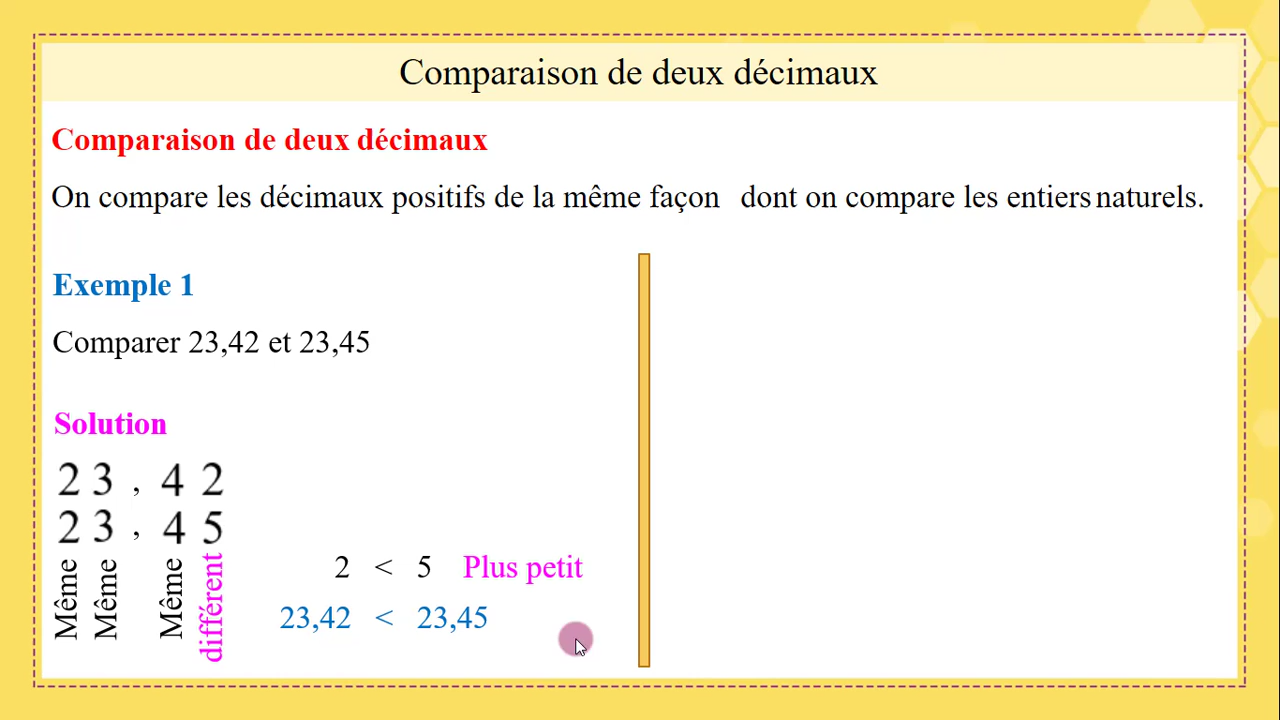 Comparaison de deux décimaux
Comparaison de deux décimaux
On compare les décimaux positifs de la même façon dont on compare les entiers naturels.
Exemple 1
Comparer 23,42 et 23,45
Solution
2 3 , 4 2
2 3 , 4 5
Même Même Même différent
2 < 5 Plus petit
23,42 < 23,45